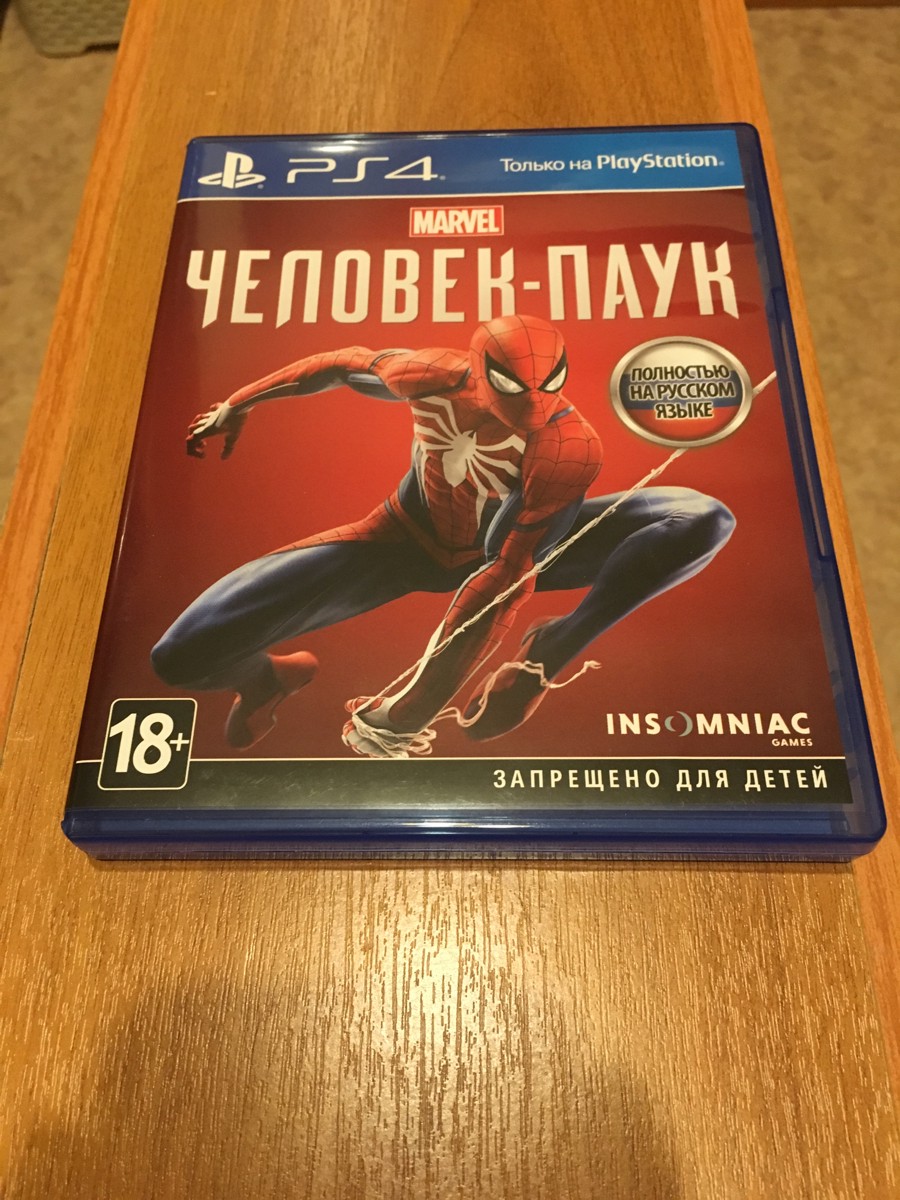 PS4
Только на PlayStation
MARVEL
ЧЕЛОВЕК-ПАУК
ПОЛНОСТЬЮ
НА РУССКОМ
ЯЗЫКЕ
18+
INSOMNIAC
GAMES
ЗАПРЕЩЕНО ДЛЯ ДЕТЕЙ